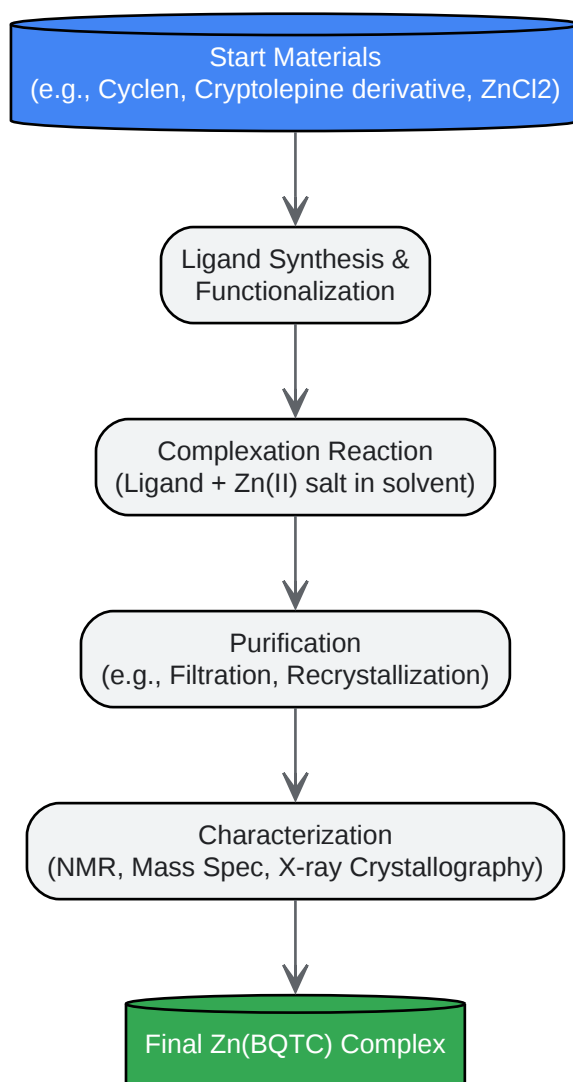 Start Materials
(e.g., Cyclen, Cryptolepine derivative, ZnCl2)
Ligand Synthesis &
Functionalization
Complexation Reaction
(Ligand + Zn(II) salt in solvent)
Purification
(e.g., Filtration, Recrystallization)
Characterization
(NMR, Mass Spec, X-ray Crystallography)
Final Zn(BQTC) Complex